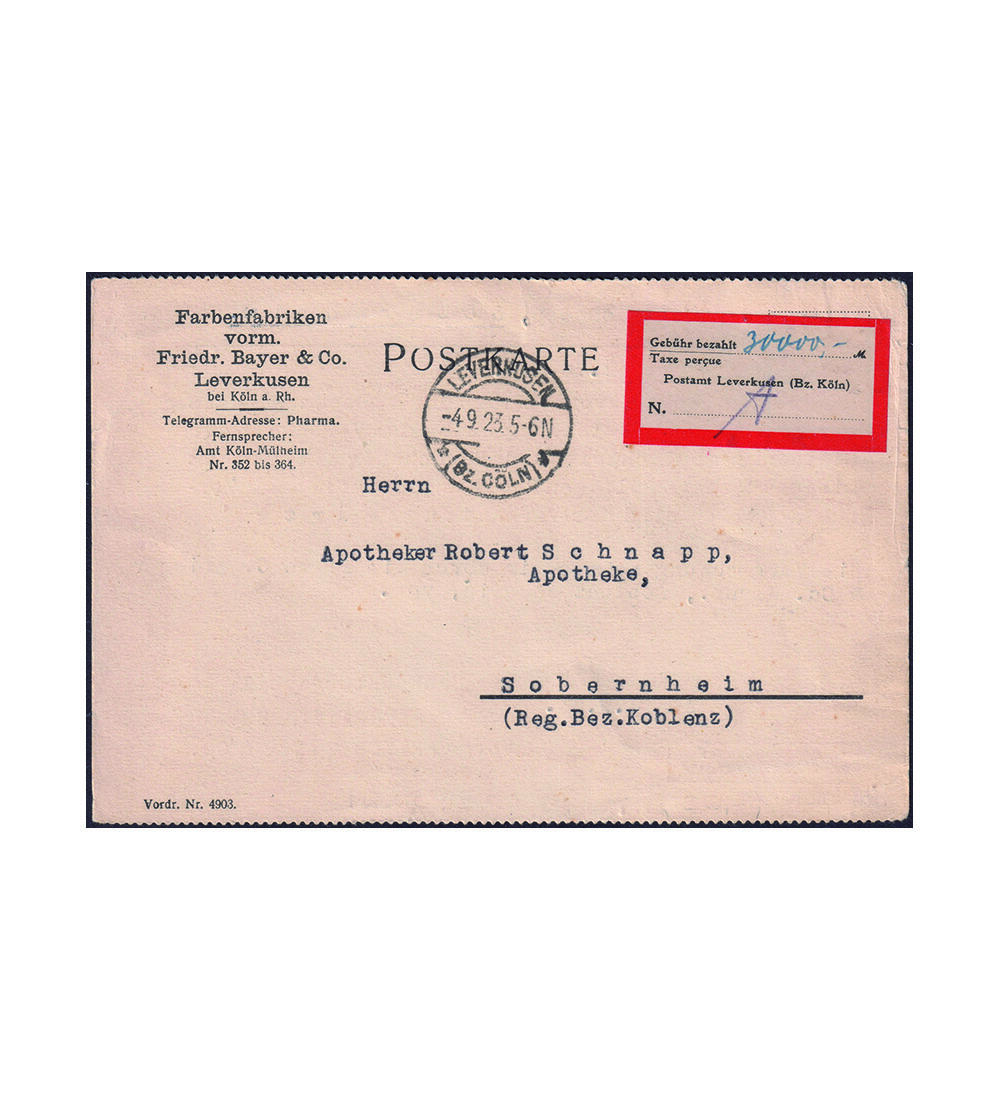 Farbenfabriken
vorm.
Friedr. Bayer & Co.
Leverkusen
bei Köln a. Rh.
Telegramm-Adresse: Pharma.
Fernsprecher:
Amt Köln-Mülheim
Nr. 352 bis 364.
POSTKARTE
LEVERKUSEN
-4.9.23.5-6N
* (Bz. CÖLN) *
Gebühr bezahlt 30000,- M
Taxe perçue
Postamt Leverkusen (Bz. Köln)
N.
Herrn
Apotheker Robert Schnapp,
Apotheke,
Sobernheim
(Reg.Bez.Koblenz)
Vordr. Nr. 4903.